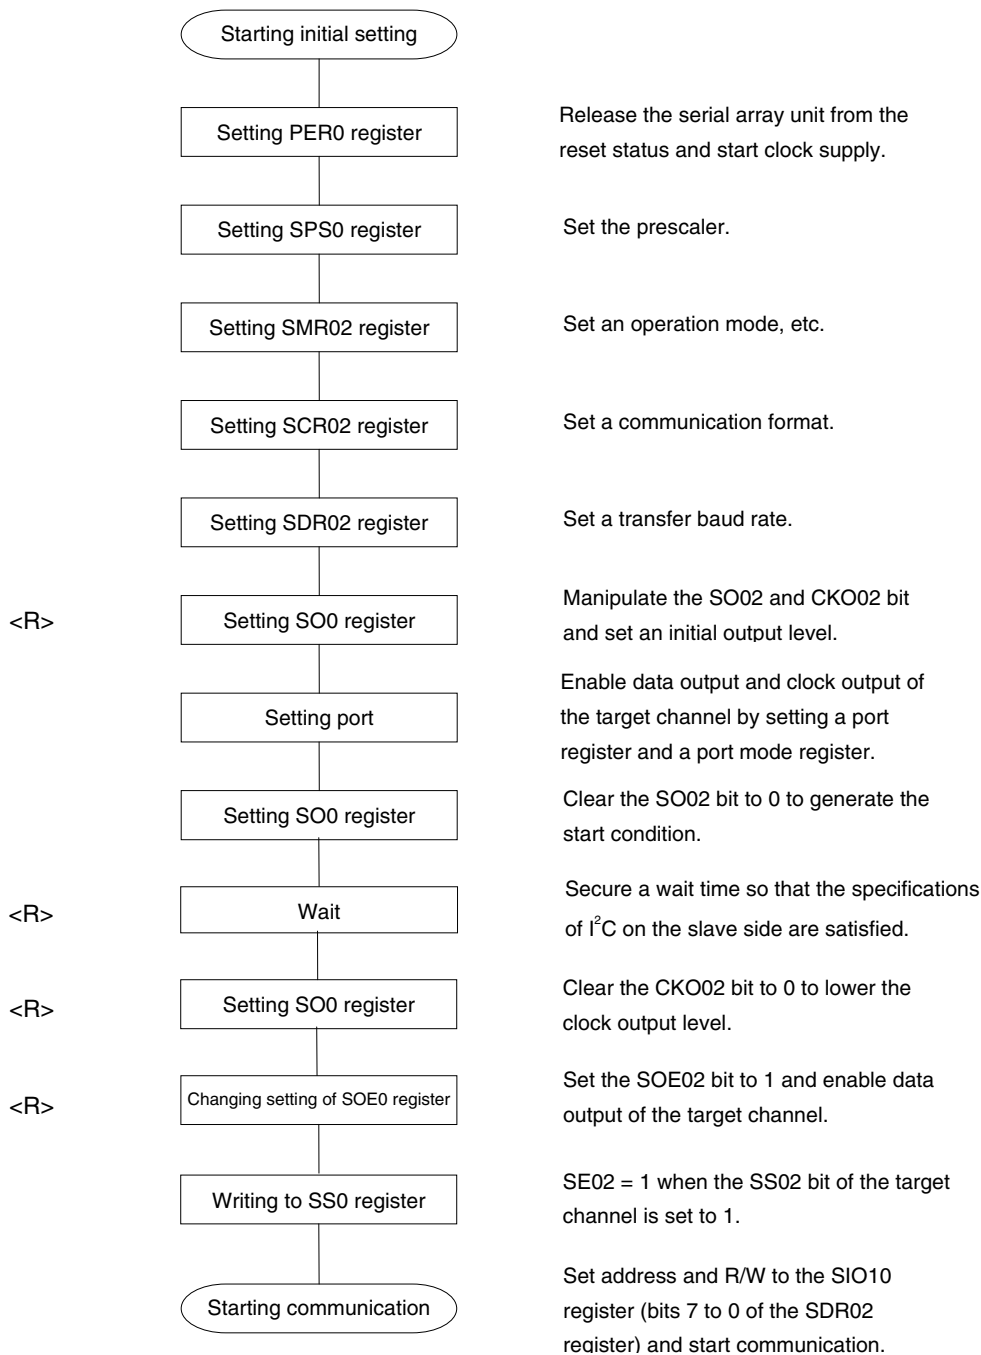 Starting initial setting
Setting PER0 register
Release the serial array unit from the
reset status and start clock supply.
Setting SPS0 register
Set the prescaler.
Setting SMR02 register
Set an operation mode, etc.
Setting SCR02 register
Set a communication format.
Setting SDR02 register
Set a transfer baud rate.
<R>
Setting SO0 register
Manipulate the SO02 and CKO02 bit
and set an initial output level.
Setting port
Enable data output and clock output of
the target channel by setting a port
register and a port mode register.
Setting SO0 register
Clear the SO02 bit to 0 to generate the
start condition.
<R>
Wait
Secure a wait time so that the specifications
of I²C on the slave side are satisfied.
<R>
Setting SO0 register
Clear the CKO02 bit to 0 to lower the
clock output level.
<R>
Changing setting of SOE0 register
Set the SOE02 bit to 1 and enable data
output of the target channel.
Writing to SS0 register
SE02 = 1 when the SS02 bit of the target
channel is set to 1.
Starting communication
Set address and R/W to the SIO10
register (bits 7 to 0 of the SDR02
register) and start communication.